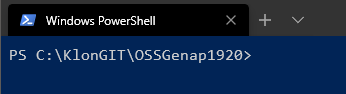 Windows PowerShell
PS C:\KlonGIT\OSSGenap1920>